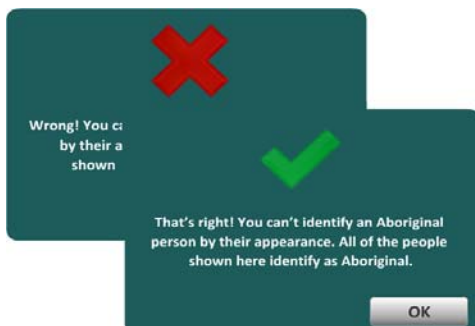 Wrong! You
by their
shown
That's right! You can't identify an Aboriginal
person by their appearance. All of the people
shown here identify as Aboriginal.
OK